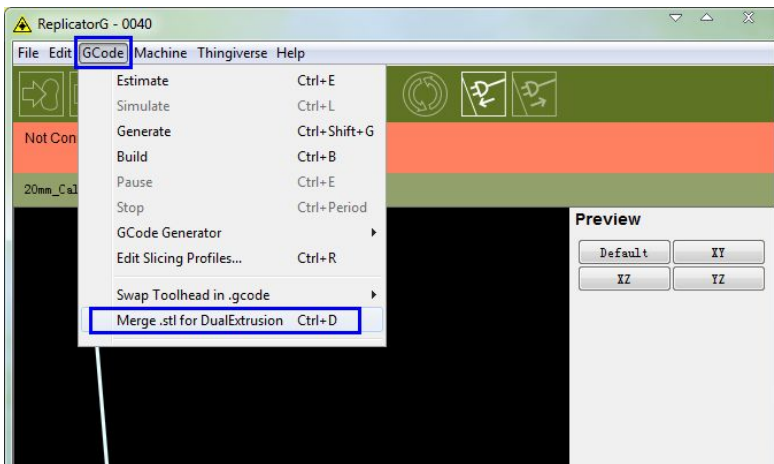 ReplicatorG - 0040
File Edit GCode Machine Thingiverse Help
Estimate Ctrl+E
Simulate Ctrl+L
Generate Ctrl+Shift+G
Not Con
Build Ctrl+B
Pause Ctrl+E
20mm_Cal
Stop Ctrl+Period
Preview
GCode Generator
Default XY
Edit Slicing Profiles... Ctrl+R
XZ YZ
Swap Toolhead in .gcode
Merge .stl for DualExtrusion Ctrl+D